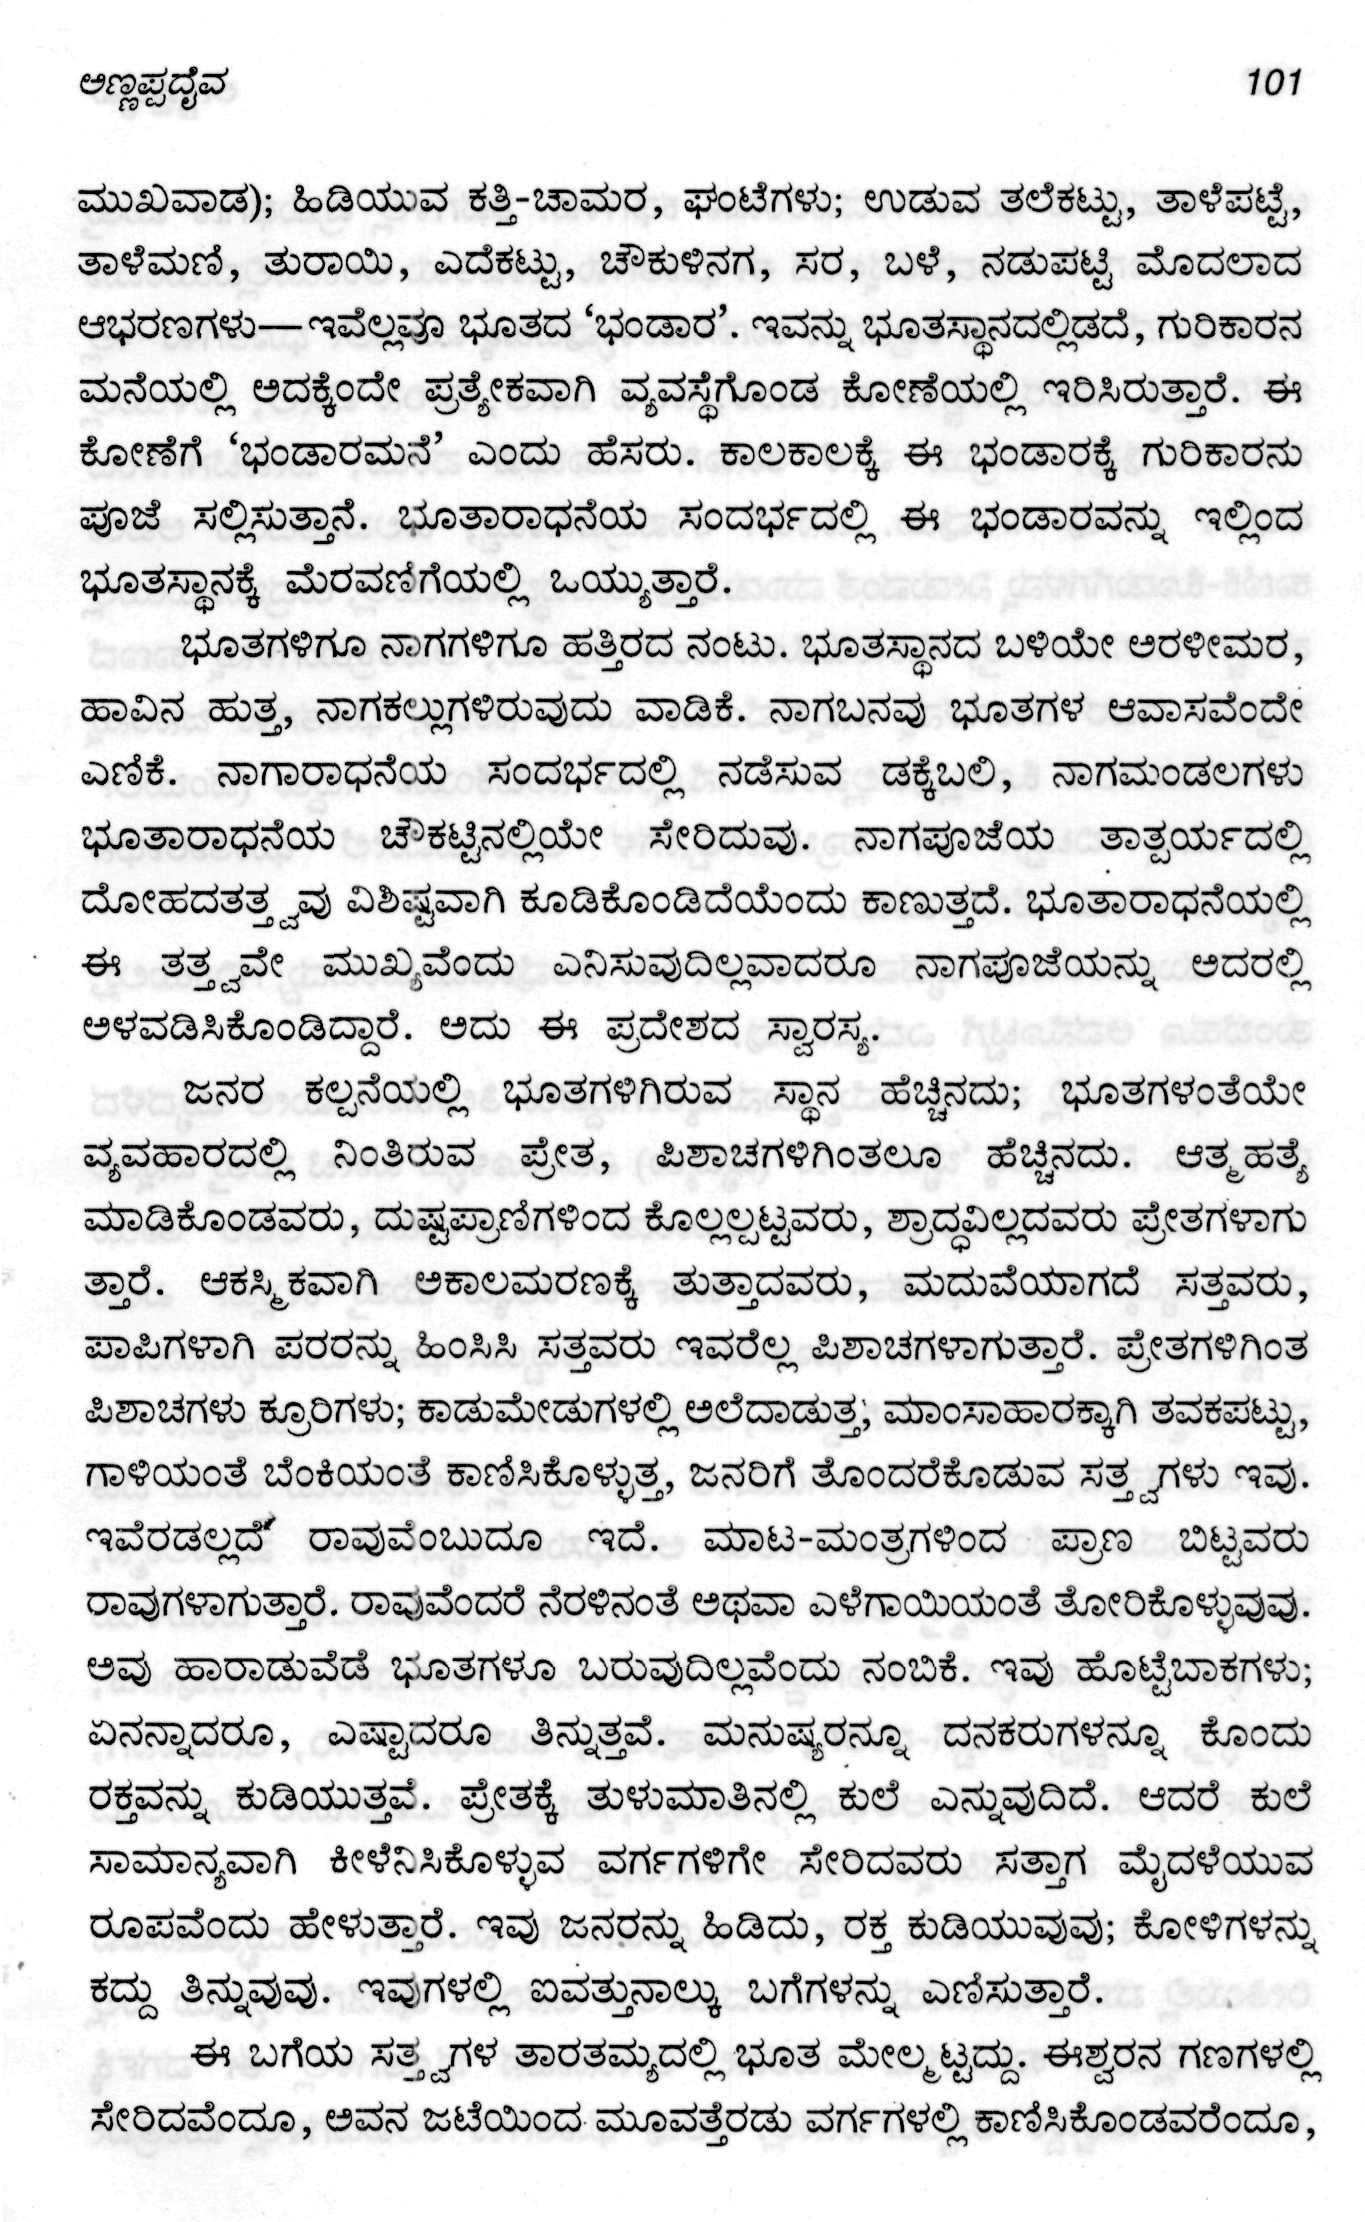 ಅಣ್ಣಪ್ಪದೈವ 101
ಮುಖವಾಡ); ಹಿಡಿಯುವ ಕತ್ತಿ-ಚಾಮರ, ಘಂಟೆಗಳು; ಉಡುವ ತಲೆಕಟ್ಟು, ತಾಳೆಪಟ್ಟೆ,
ತಾಳೆಮಣಿ, ತುರಾಯಿ, ಎದೆಕಟ್ಟು, ಚೌಕುಳಿನಗ, ಸರ, ಬಳೆ, ನಡುಪಟ್ಟಿ ಮೊದಲಾದ
ಆಭರಣಗಳು—ಇವೆಲ್ಲವೂ ಭೂತದ ‘ಭಂಡಾರ’. ಇವನ್ನು ಭೂತಸ್ಥಾನದಲ್ಲಿಡದೆ, ಗುರಿಕಾರನ
ಮನೆಯಲ್ಲಿ ಅದಕ್ಕೆಂದೇ ಪ್ರತ್ಯೇಕವಾಗಿ ವ್ಯವಸ್ಥೆಗೊಂಡ ಕೋಣೆಯಲ್ಲಿ ಇರಿಸಿರುತ್ತಾರೆ. ಈ
ಕೋಣೆಗೆ ‘ಭಂಡಾರಮನೆ’ ಎಂದು ಹೆಸರು. ಕಾಲಕಾಲಕ್ಕೆ ಈ ಭಂಡಾರಕ್ಕೆ ಗುರಿಕಾರನು
ಪೂಜೆ ಸಲ್ಲಿಸುತ್ತಾನೆ. ಭೂತಾರಾಧನೆಯ ಸಂದರ್ಭದಲ್ಲಿ ಈ ಭಂಡಾರವನ್ನು ಇಲ್ಲಿಂದ
ಭೂತಸ್ಥಾನಕ್ಕೆ ಮೆರವಣಿಗೆಯಲ್ಲಿ ಒಯ್ಯುತ್ತಾರೆ.
ಭೂತಗಳಿಗೂ ನಾಗಗಳಿಗೂ ಹತ್ತಿರದ ನಂಟು. ಭೂತಸ್ಥಾನದ ಬಳಿಯೇ ಅರಳೀಮರ,
ಹಾವಿನ ಹುತ್ತ, ನಾಗಕಲ್ಲುಗಳಿರುವುದು ವಾಡಿಕೆ. ನಾಗಬನವು ಭೂತಗಳ ಆವಾಸವೆಂದೇ
ಎಣಿಕೆ. ನಾಗಾರಾಧನೆಯ ಸಂದರ್ಭದಲ್ಲಿ ನಡೆಸುವ ಡಕ್ಕೆಬಲಿ, ನಾಗಮಂಡಲಗಳು
ಭೂತಾರಾಧನೆಯ ಚೌಕಟ್ಟಿನಲ್ಲಿಯೇ ಸೇರಿದುವು. ನಾಗಪೂಜೆಯ ತಾತ್ಪರ್ಯದಲ್ಲಿ
ದೋಹದತತ್ತ್ವವು ವಿಶಿಷ್ಟವಾಗಿ ಕೂಡಿಕೊಂಡಿದೆಯೆಂದು ಕಾಣುತ್ತದೆ. ಭೂತಾರಾಧನೆಯಲ್ಲಿ
ಈ ತತ್ತ್ವವೇ ಮುಖ್ಯವೆಂದು ಎನಿಸುವುದಿಲ್ಲವಾದರೂ ನಾಗಪೂಜೆಯನ್ನು ಅದರಲ್ಲಿ
ಅಳವಡಿಸಿಕೊಂಡಿದ್ದಾರೆ. ಅದು ಈ ಪ್ರದೇಶದ ಸ್ವಾರಸ್ಯ.
ಜನರ ಕಲ್ಪನೆಯಲ್ಲಿ ಭೂತಗಳಿಗಿರುವ ಸ್ಥಾನ ಹೆಚ್ಚಿನದು; ಭೂತಗಳಂತೆಯೇ
ವ್ಯವಹಾರದಲ್ಲಿ ನಿಂತಿರುವ ಪ್ರೇತ, ಪಿಶಾಚಗಳಿಗಿಂತಲೂ ಹೆಚ್ಚಿನದು. ಆತ್ಮಹತ್ಯೆ
ಮಾಡಿಕೊಂಡವರು, ದುಷ್ಟಪ್ರಾಣಿಗಳಿಂದ ಕೊಲ್ಲಲ್ಪಟ್ಟವರು, ಶ್ರಾದ್ಧವಿಲ್ಲದವರು ಪ್ರೇತಗಳಾಗು
ತ್ತಾರೆ. ಆಕಸ್ಮಿಕವಾಗಿ ಅಕಾಲಮರಣಕ್ಕೆ ತುತ್ತಾದವರು, ಮದುವೆಯಾಗದೆ ಸತ್ತವರು,
ಪಾಪಿಗಳಾಗಿ ಪರರನ್ನು ಹಿಂಸಿಸಿ ಸತ್ತವರು ಇವರೆಲ್ಲ ಪಿಶಾಚಗಳಾಗುತ್ತಾರೆ. ಪ್ರೇತಗಳಿಗಿಂತ
ಪಿಶಾಚಗಳು ಕ್ರೂರಿಗಳು; ಕಾಡುಮೇಡುಗಳಲ್ಲಿ ಅಲೆದಾಡುತ್ತ; ಮಾಂಸಾಹಾರಕ್ಕಾಗಿ ತವಕಪಟ್ಟು,
ಗಾಳಿಯಂತೆ ಬೆಂಕಿಯಂತೆ ಕಾಣಿಸಿಕೊಳ್ಳುತ್ತ, ಜನರಿಗೆ ತೊಂದರೆಕೊಡುವ ಸತ್ತ್ವಗಳು ಇವು.
ಇವೆರಡಲ್ಲದೆ ರಾವುವೆಂಬುದೂ ಇದೆ. ಮಾಟ-ಮಂತ್ರಗಳಿಂದ ಪ್ರಾಣ ಬಿಟ್ಟವರು
ರಾವುಗಳಾಗುತ್ತಾರೆ. ರಾವುವೆಂದರೆ ನೆರಳಿನಂತೆ ಅಥವಾ ಎಳೆಗಾಯಿಯಂತೆ ತೋರಿಕೊಳ್ಳುವುವು.
ಅವು ಹಾರಾಡುವೆಡೆ ಭೂತಗಳೂ ಬರುವುದಿಲ್ಲವೆಂದು ನಂಬಿಕೆ. ಇವು ಹೊಟ್ಟೆಬಾಕಗಳು;
ಏನನ್ನಾದರೂ, ಎಷ್ಟಾದರೂ ತಿನ್ನುತ್ತವೆ. ಮನುಷ್ಯರನ್ನೂ ದನಕರುಗಳನ್ನೂ ಕೊಂದು
ರಕ್ತವನ್ನು ಕುಡಿಯುತ್ತವೆ. ಪ್ರೇತಕ್ಕೆ ತುಳುಮಾತಿನಲ್ಲಿ ಕುಲೆ ಎನ್ನುವುದಿದೆ. ಆದರೆ ಕುಲೆ
ಸಾಮಾನ್ಯವಾಗಿ ಕೀಳೆನಿಸಿಕೊಳ್ಳುವ ವರ್ಗಗಳಿಗೇ ಸೇರಿದವರು ಸತ್ತಾಗ ಮೈದಳೆಯುವ
ರೂಪವೆಂದು ಹೇಳುತ್ತಾರೆ. ಇವು ಜನರನ್ನು ಹಿಡಿದು, ರಕ್ತ ಕುಡಿಯುವುವು; ಕೋಳಿಗಳನ್ನು
ಕದ್ದು ತಿನ್ನುವುವು. ಇವುಗಳಲ್ಲಿ ಐವತ್ತುನಾಲ್ಕು ಬಗೆಗಳನ್ನು ಎಣಿಸುತ್ತಾರೆ.
ಈ ಬಗೆಯ ಸತ್ತ್ವಗಳ ತಾರತಮ್ಯದಲ್ಲಿ ಭೂತ ಮೇಲ್ಮಟ್ಟದ್ದು. ಈಶ್ವರನ ಗಣಗಳಲ್ಲಿ
ಸೇರಿದವೆಂದೂ, ಅವನ ಜಟೆಯಿಂದ ಮೂವತ್ತೆರಡು ವರ್ಗಗಳಲ್ಲಿ ಕಾಣಿಸಿಕೊಂಡವರೆಂದೂ,